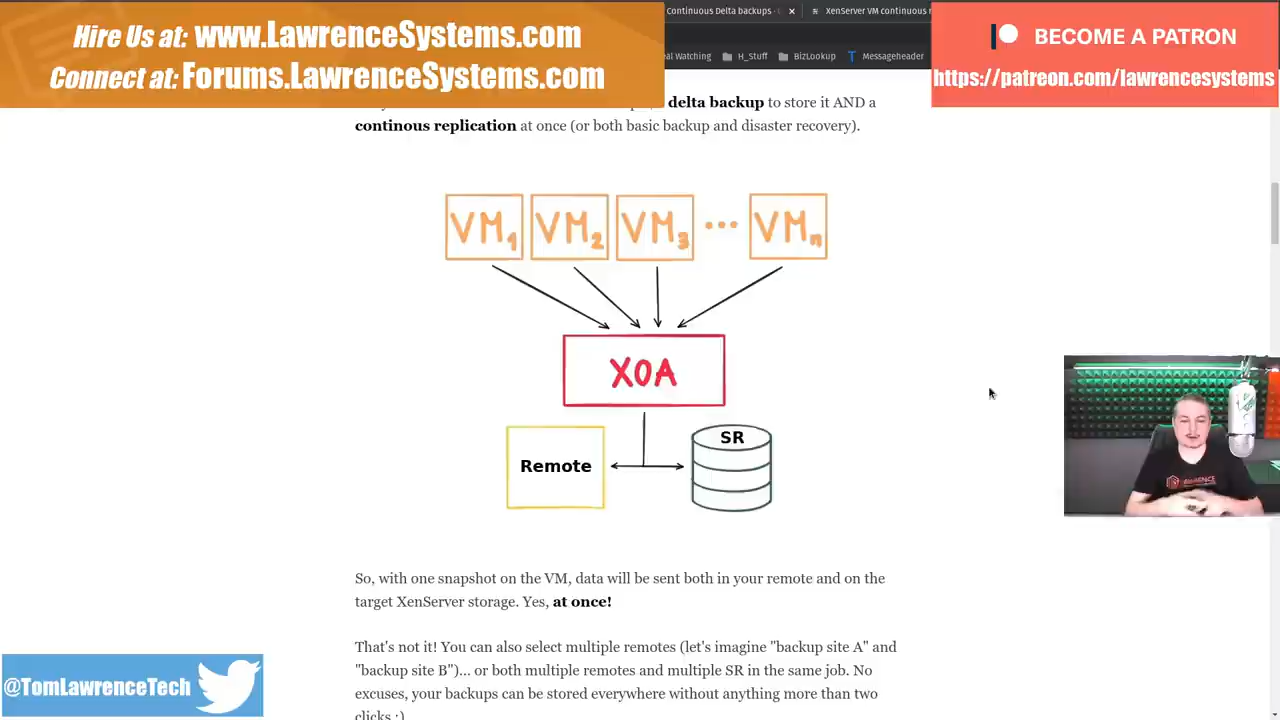 Hire Us at: www.LawrenceSystems.com
Connect at: Forums.LawrenceSystems.com
Continuous Delta backups
XenServer VM continuous
BECOME A PATRON
https://patreon.com/lawrencesystems
Watching
H_Stuff
BizLookup
Messageheader
delta backup to store it AND a
continous replication at once (or both basic backup and disaster recovery).
VM1
VM2
VM3
...
VMn
XOA
Remote
SR
So, with one snapshot on the VM, data will be sent both in your remote and on the
target XenServer storage. Yes, at once!
That's not it! You can also select multiple remotes (let's imagine "backup site A" and
"backup site B")... or both multiple remotes and multiple SR in the same job. No
excuses, your backups can be stored everywhere without anything more than two
clicks :)
@TomLawrenceTech